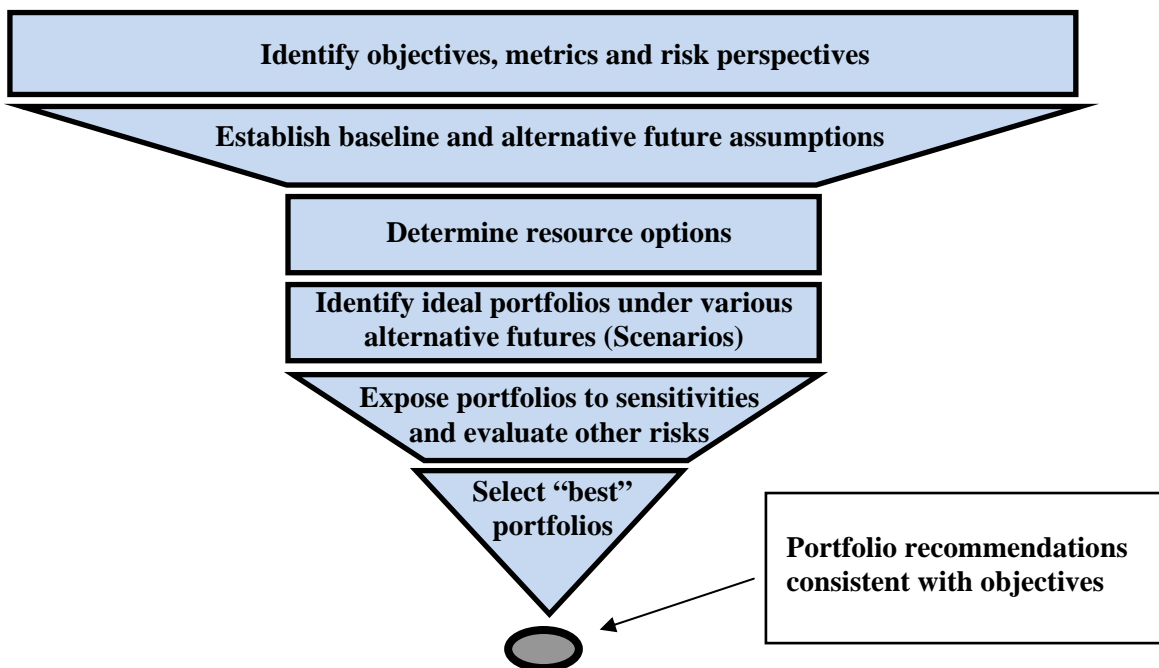 Identify objectives, metrics and risk perspectives
Establish baseline and alternative future assumptions
Determine resource options
Identify ideal portfolios under various
alternative futures (Scenarios)
Expose portfolios to sensitivities
and evaluate other risks
Select “best”
portfolios
Portfolio recommendations
consistent with objectives